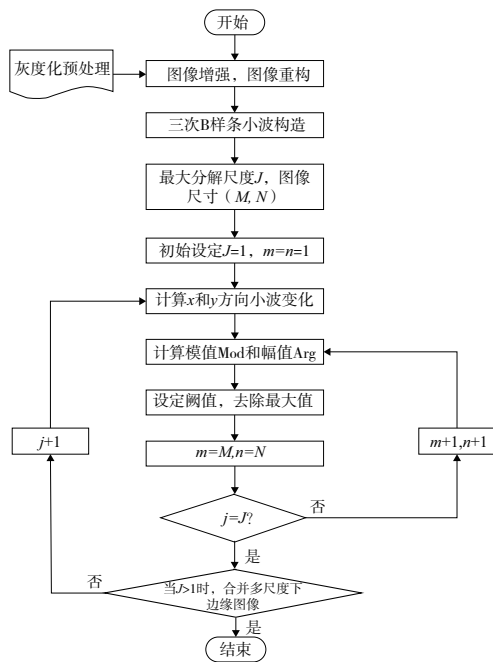 开始
灰度化预处理
图像增强，图像重构
三次B样条小波构造
最大分解尺度J，图像
尺寸（M, N）
初始设定J=1，m=n=1
计算x和y方向小波变化
计算模值Mod和幅值Arg
设定阈值，去除最大值
j+1
m=M,n=N
m+1,n+1
j=J?
否
是
否
当J>1时，合并多尺度下
边缘图像
是
结束